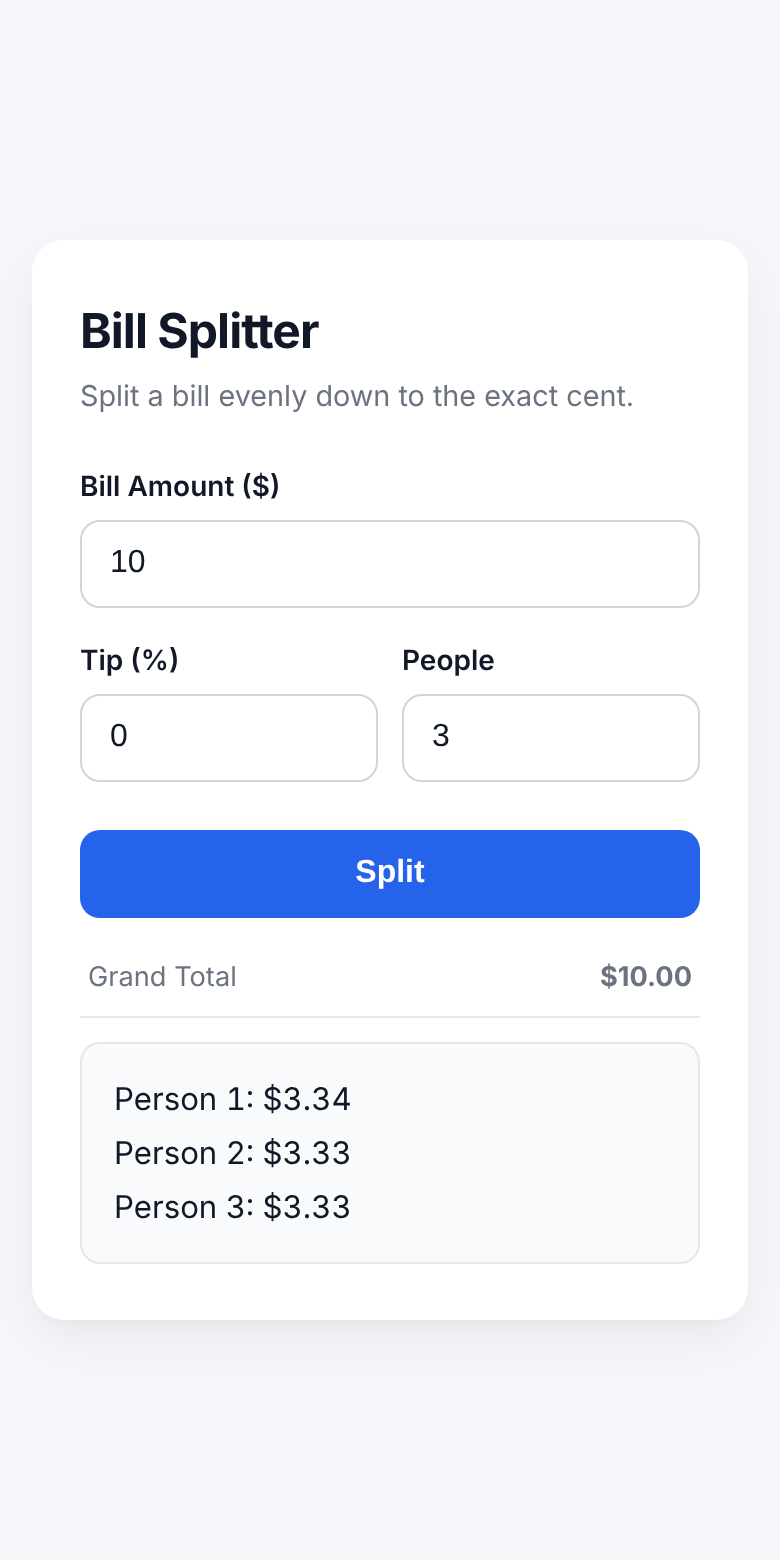 Bill Splitter
Split a bill evenly down to the exact cent.
Bill Amount ($)
10
Tip (%) People
0 3
Split
Grand Total $10.00
Person 1: $3.34
Person 2: $3.33
Person 3: $3.33